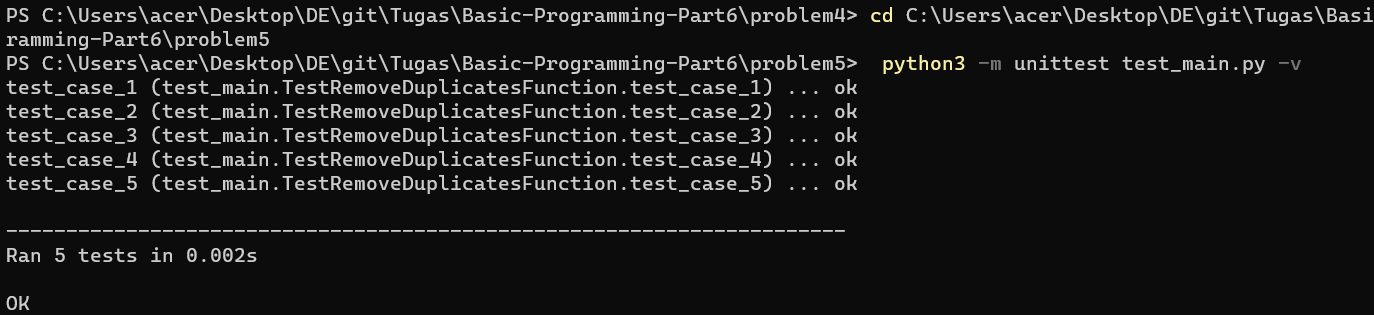 PS C:\Users\acer\Desktop\DE\git\Tugas\Basic-Programming-Part6\problem4> cd C:\Users\acer\Desktop\DE\git\Tugas\Basi
ramming-Part6\problem5
PS C:\Users\acer\Desktop\DE\git\Tugas\Basic-Programming-Part6\problem5>  python3 -m unittest test_main.py -v
test_case_1 (test_main.TestRemoveDuplicatesFunction.test_case_1) ... ok
test_case_2 (test_main.TestRemoveDuplicatesFunction.test_case_2) ... ok
test_case_3 (test_main.TestRemoveDuplicatesFunction.test_case_3) ... ok
test_case_4 (test_main.TestRemoveDuplicatesFunction.test_case_4) ... ok
test_case_5 (test_main.TestRemoveDuplicatesFunction.test_case_5) ... ok
----------------------------------------------------------------------
Ran 5 tests in 0.002s
OK